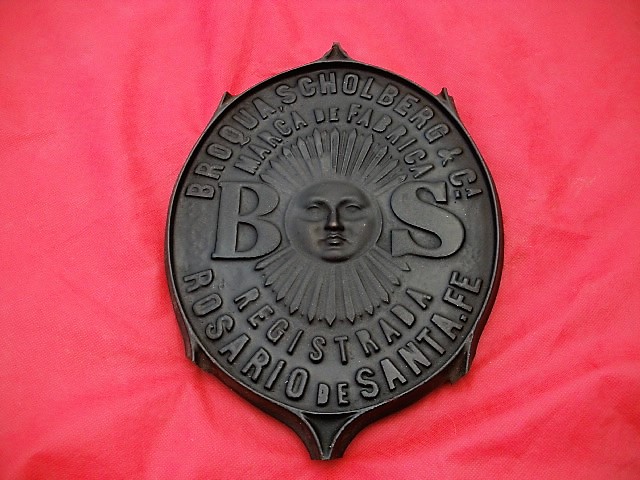 BROQUA, SCHOLBERG & Cª
MARCA DE FABRICA
B S
REGISTRADA
ROSARIO DE SANTA.FE